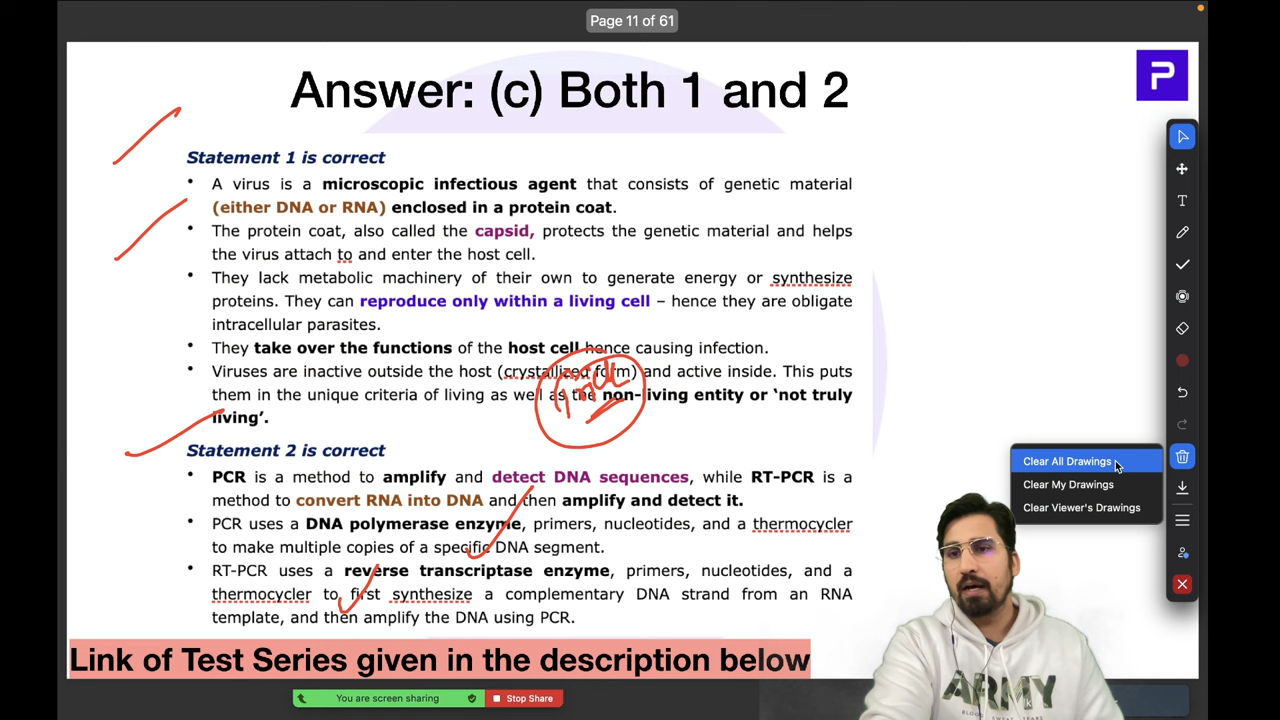 Page 11 of 61
Answer: (c) Both 1 and 2
P
Statement 1 is correct
• A virus is a microscopic infectious agent that consists of genetic material
(either DNA or RNA) enclosed in a protein coat.
• The protein coat, also called the capsid, protects the genetic material and helps
the virus attach to and enter the host cell.
• They lack metabolic machinery of their own to generate energy or synthesize
proteins. They can reproduce only within a living cell – hence they are obligate
intracellular parasites.
• They take over the functions of the host cell hence causing infection.
• Viruses are inactive outside the host (crystallized form) and active inside. This puts
them in the unique criteria of living as well as the non-living entity or ‘not truly
living’.
Statement 2 is correct
• PCR is a method to amplify and detect DNA sequences, while RT-PCR is a
method to convert RNA into DNA and then amplify and detect it.
• PCR uses a DNA polymerase enzyme, primers, nucleotides, and a thermocycler
to make multiple copies of a specific DNA segment.
• RT-PCR uses a reverse transcriptase enzyme, primers, nucleotides, and a
thermocycler to first synthesize a complementary DNA strand from an RNA
template, and then amplify the DNA using PCR.
Clear All Drawings
Clear My Drawings
Clear Viewer's Drawings
Link of Test Series given in the description below
ARMY
You are screen sharing
Stop Share